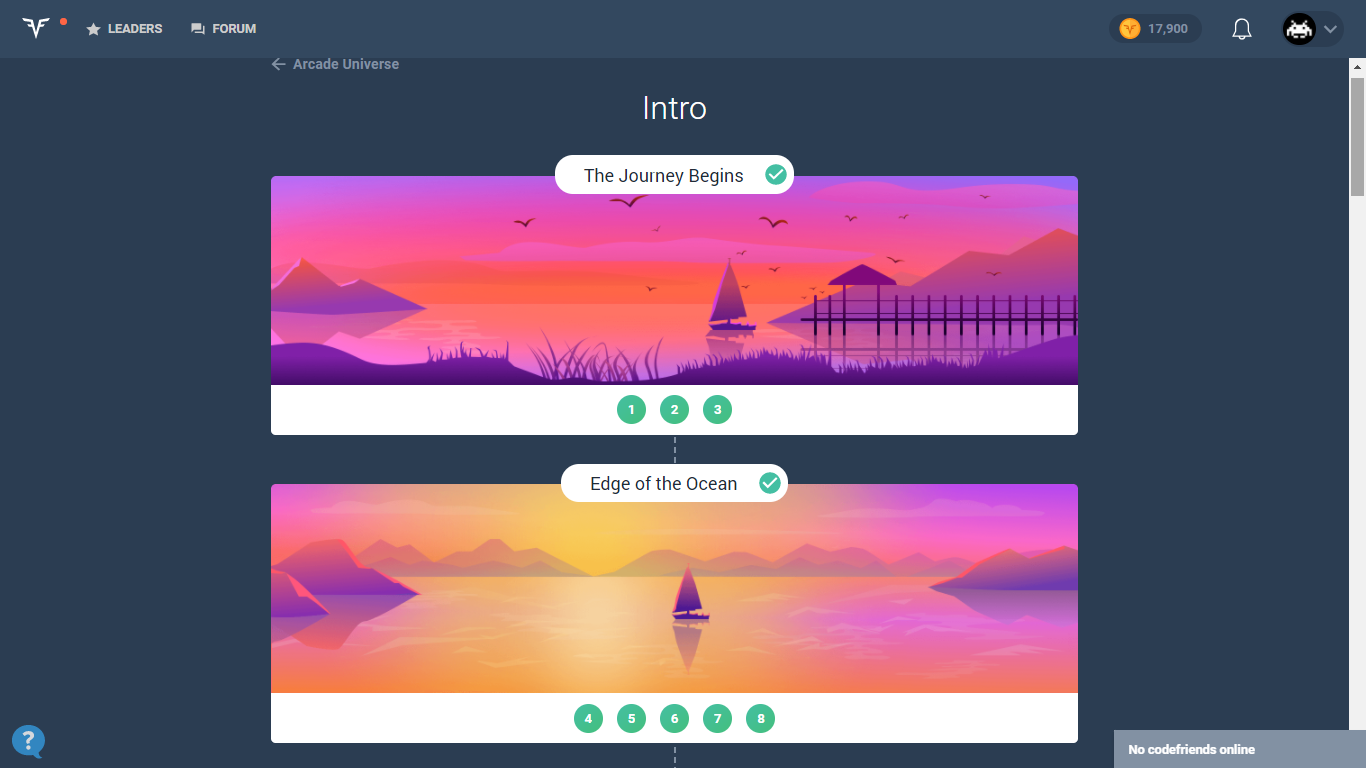 LEADERS
FORUM
17,900
Arcade Universe
Intro
The Journey Begins
1 2 3
Edge of the Ocean
4 5 6 7 8
?
No codefriends online